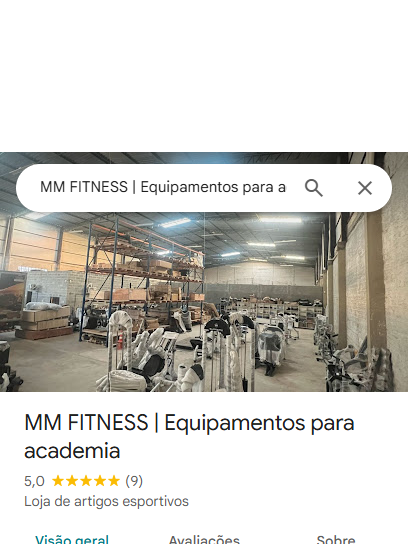 MM FITNESS | Equipamentos para a
MM FITNESS | Equipamentos para
academia
5,0 (9)
Loja de artigos esportivos
Visão geral Avaliações Sobre